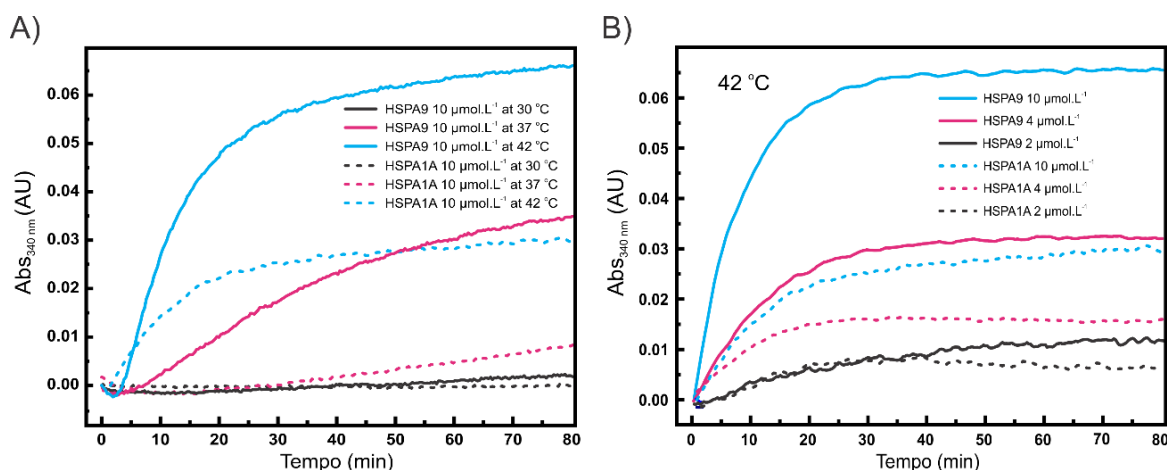 A)
Abs340 nm (AU)
0.06
0.05
0.04
0.03
0.02
0.01
0.00
HSPA9 10 µmol.L⁻¹ at 30 °C
HSPA9 10 µmol.L⁻¹ at 37 °C
HSPA9 10 µmol.L⁻¹ at 42 °C
HSPA1A 10 µmol.L⁻¹ at 30 °C
HSPA1A 10 µmol.L⁻¹ at 37 °C
HSPA1A 10 µmol.L⁻¹ at 42 °C
0 10 20 30 40 50 60 70 80
Tempo (min)
B)
Abs340 nm (AU)
0.06
0.05
0.04
0.03
0.02
0.01
0.00
42 °C
HSPA9 10 µmol.L⁻¹
HSPA9 4 µmol.L⁻¹
HSPA9 2 µmol.L⁻¹
HSPA1A 10 µmol.L⁻¹
HSPA1A 4 µmol.L⁻¹
HSPA1A 2 µmol.L⁻¹
0 10 20 30 40 50 60 70 80
Tempo (min)